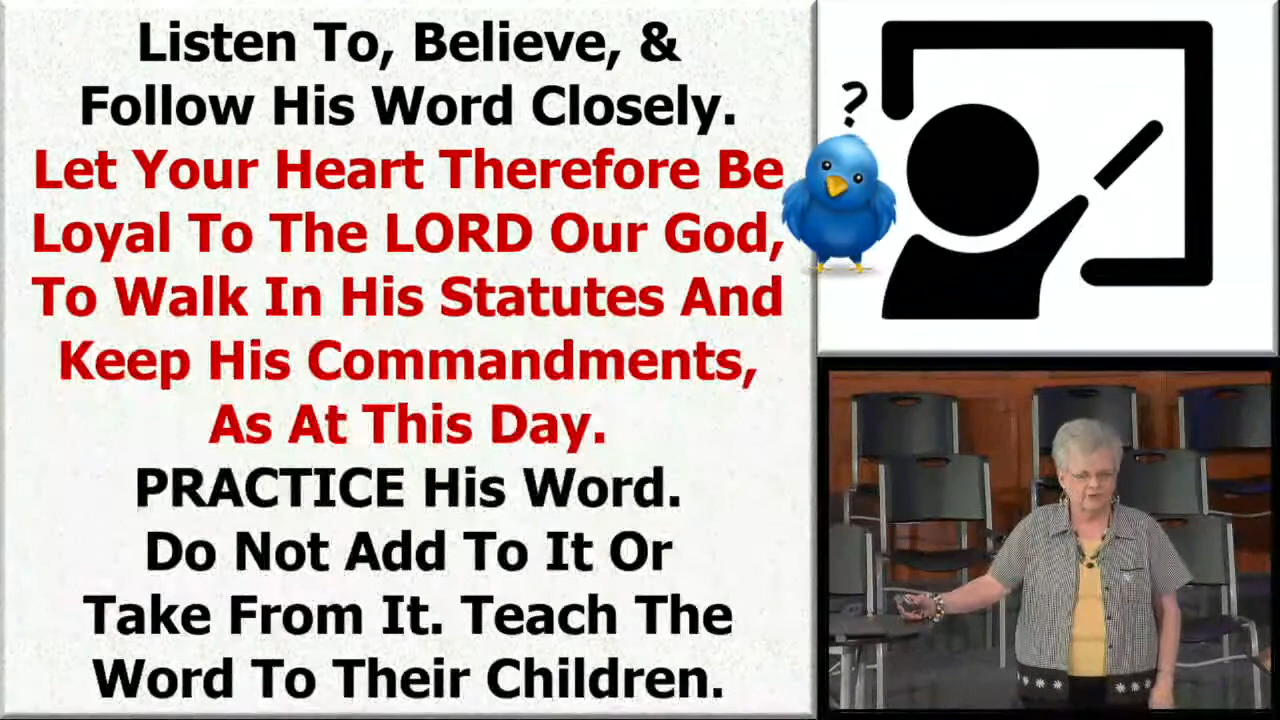 Listen To, Believe, &
Follow His Word Closely.
Let Your Heart Therefore Be
Loyal To The LORD Our God,
To Walk In His Statutes And
Keep His Commandments,
As At This Day.
PRACTICE His Word.
Do Not Add To It Or
Take From It. Teach The
Word To Their Children.
?